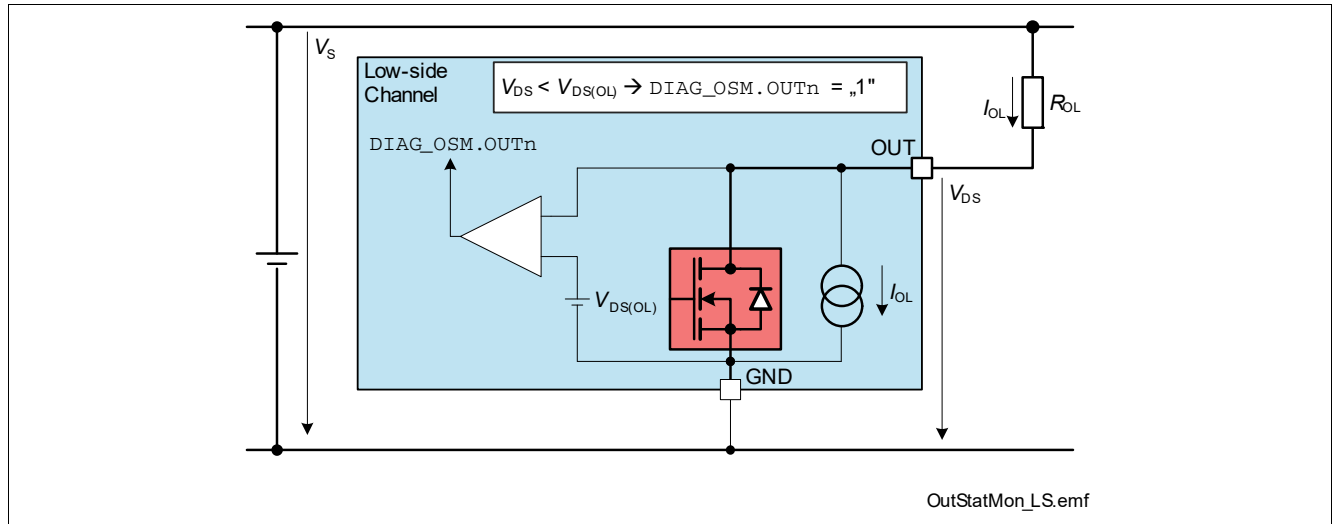 VS
Low-side
Channel
VDS < VDS(OL) → DIAG_OSM.OUTn = „1"
IOL
ROL
DIAG_OSM.OUTn
OUT
VDS
VDS(OL)
IOL
GND
OutStatMon_LS.emf